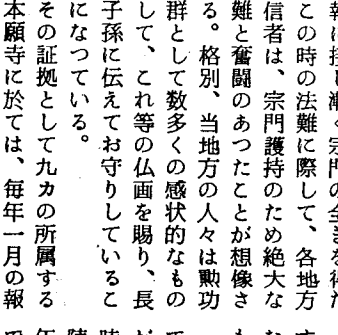 この時の法難に際して、各地方
信者は、宗門護持のため絶大な
難と奮闘のあつたことが想像さ
る。格別、当地方の人々は勲功
群として数多くの感状的なもの
して、これ等の仏画を賜り、長
子孫に伝えてお守りしているこ
になつている。
その証拠として九カの所属する
本願寺に於ては、毎年一月の報